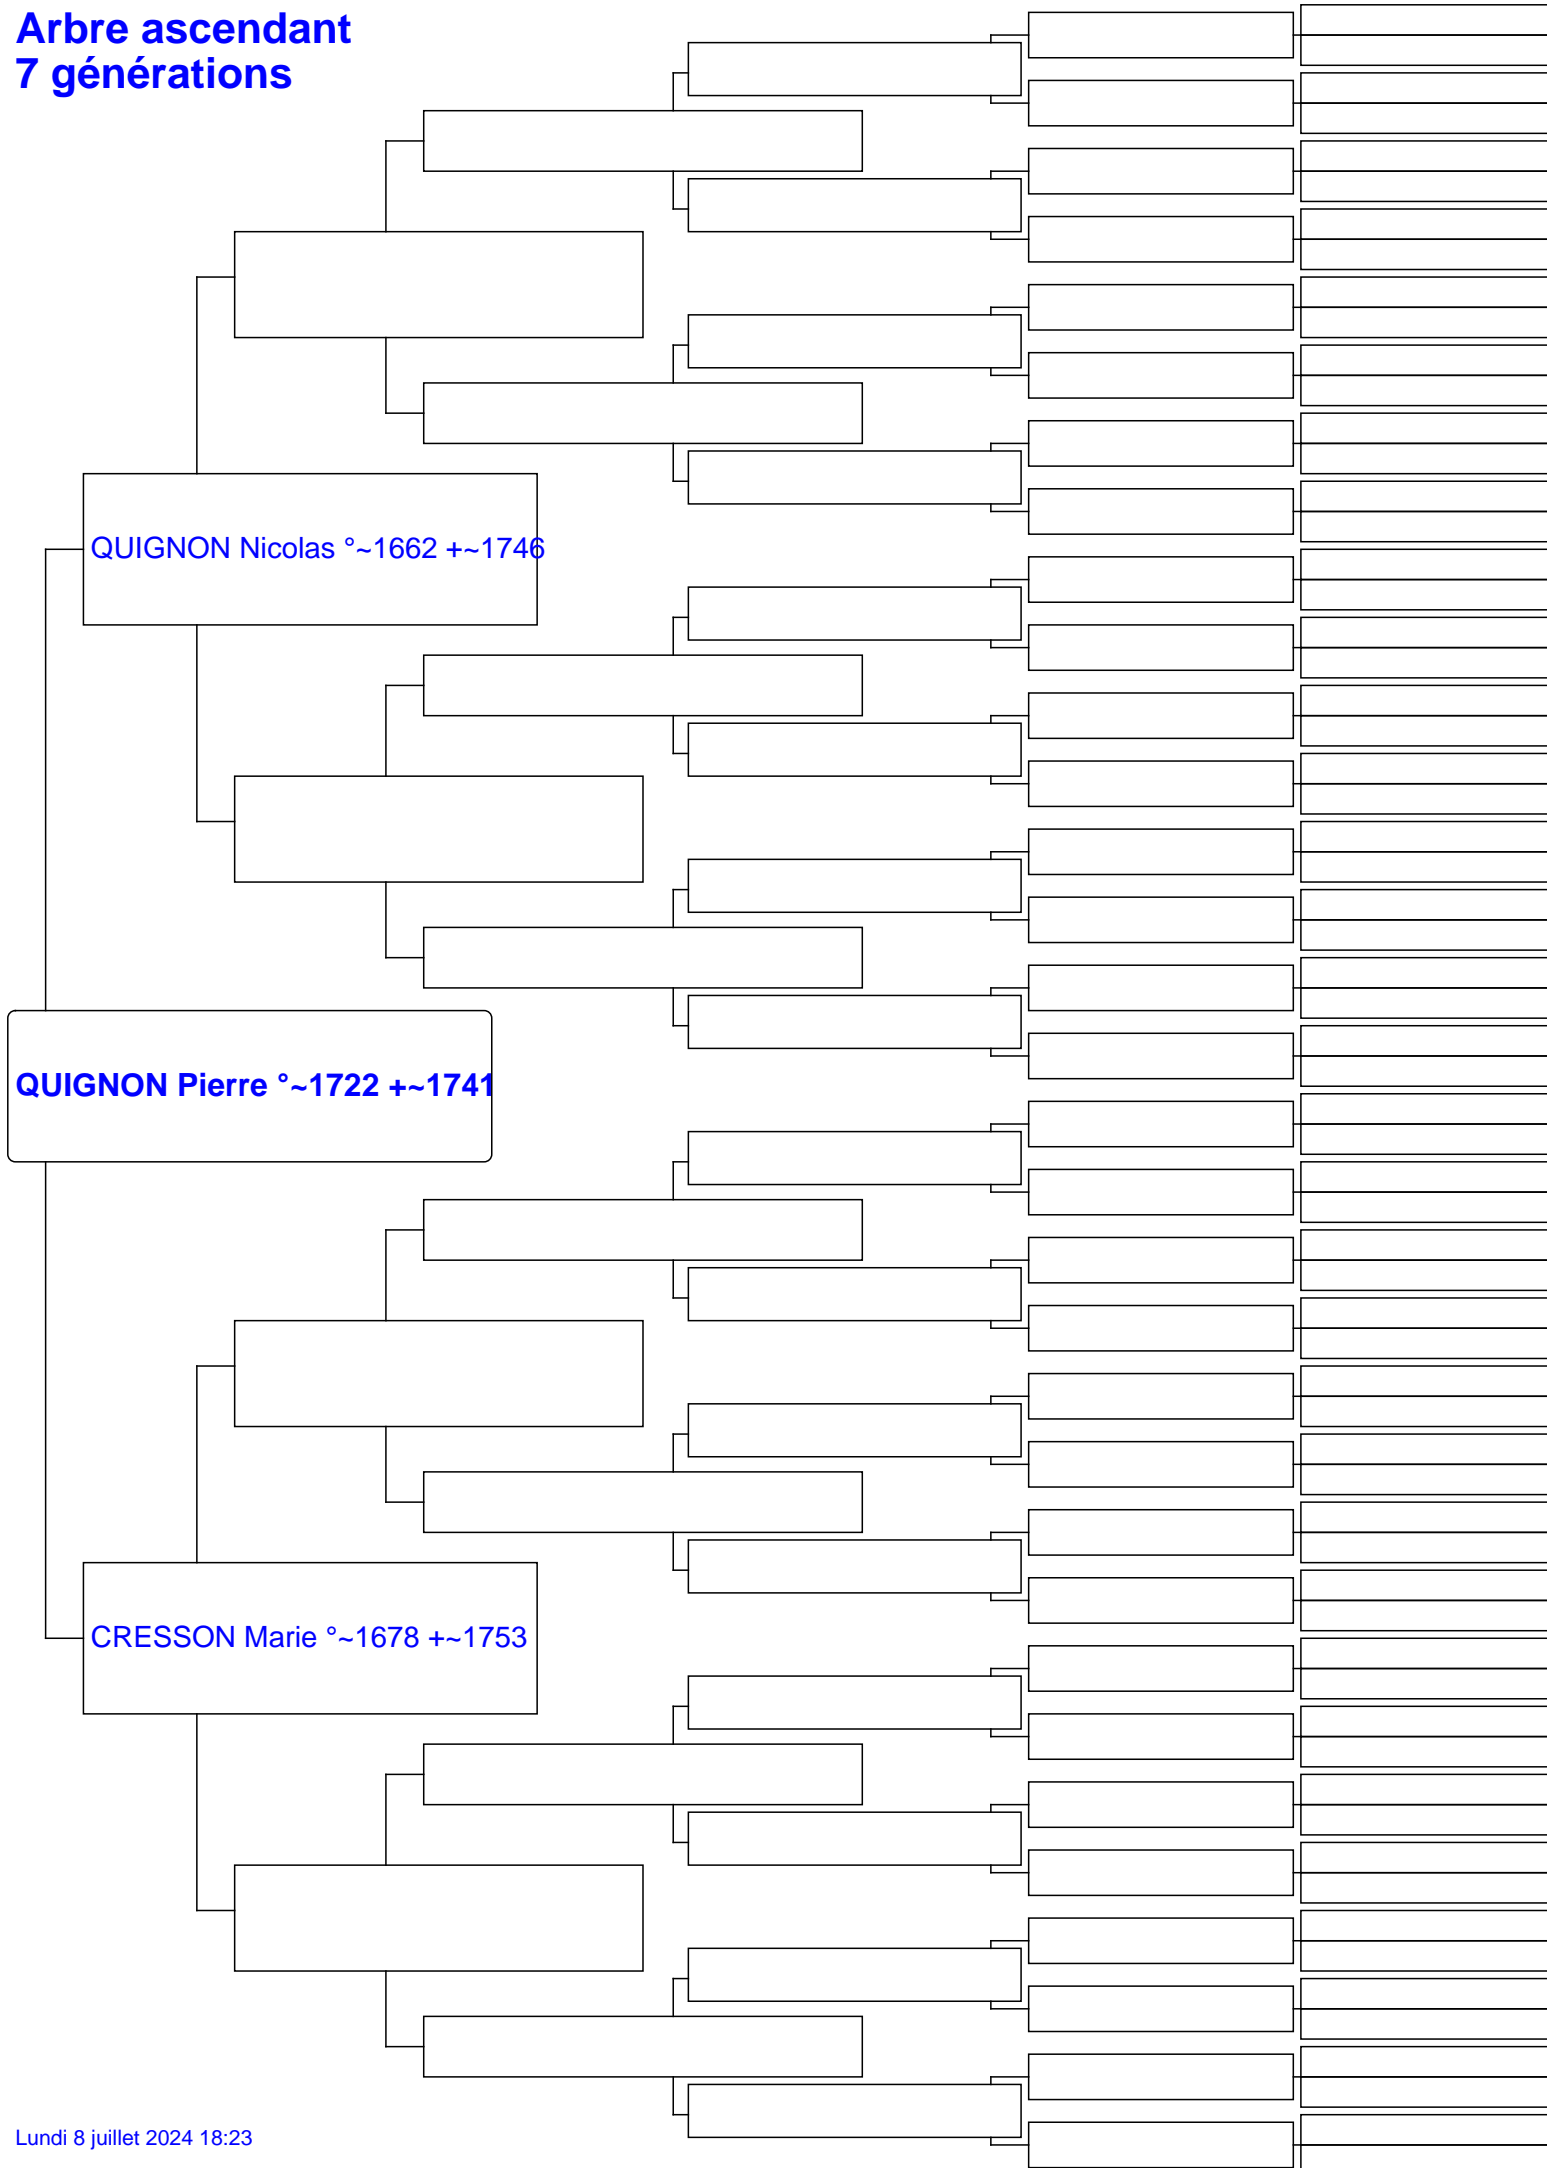 Arbre ascendant
7 générations
QUIGNON Nicolas °~1662 +~1746
QUIGNON Pierre °~1722 +~1741
CRESSON Marie °~1678 +~1753
Lundi 8 juillet 2024 18:23